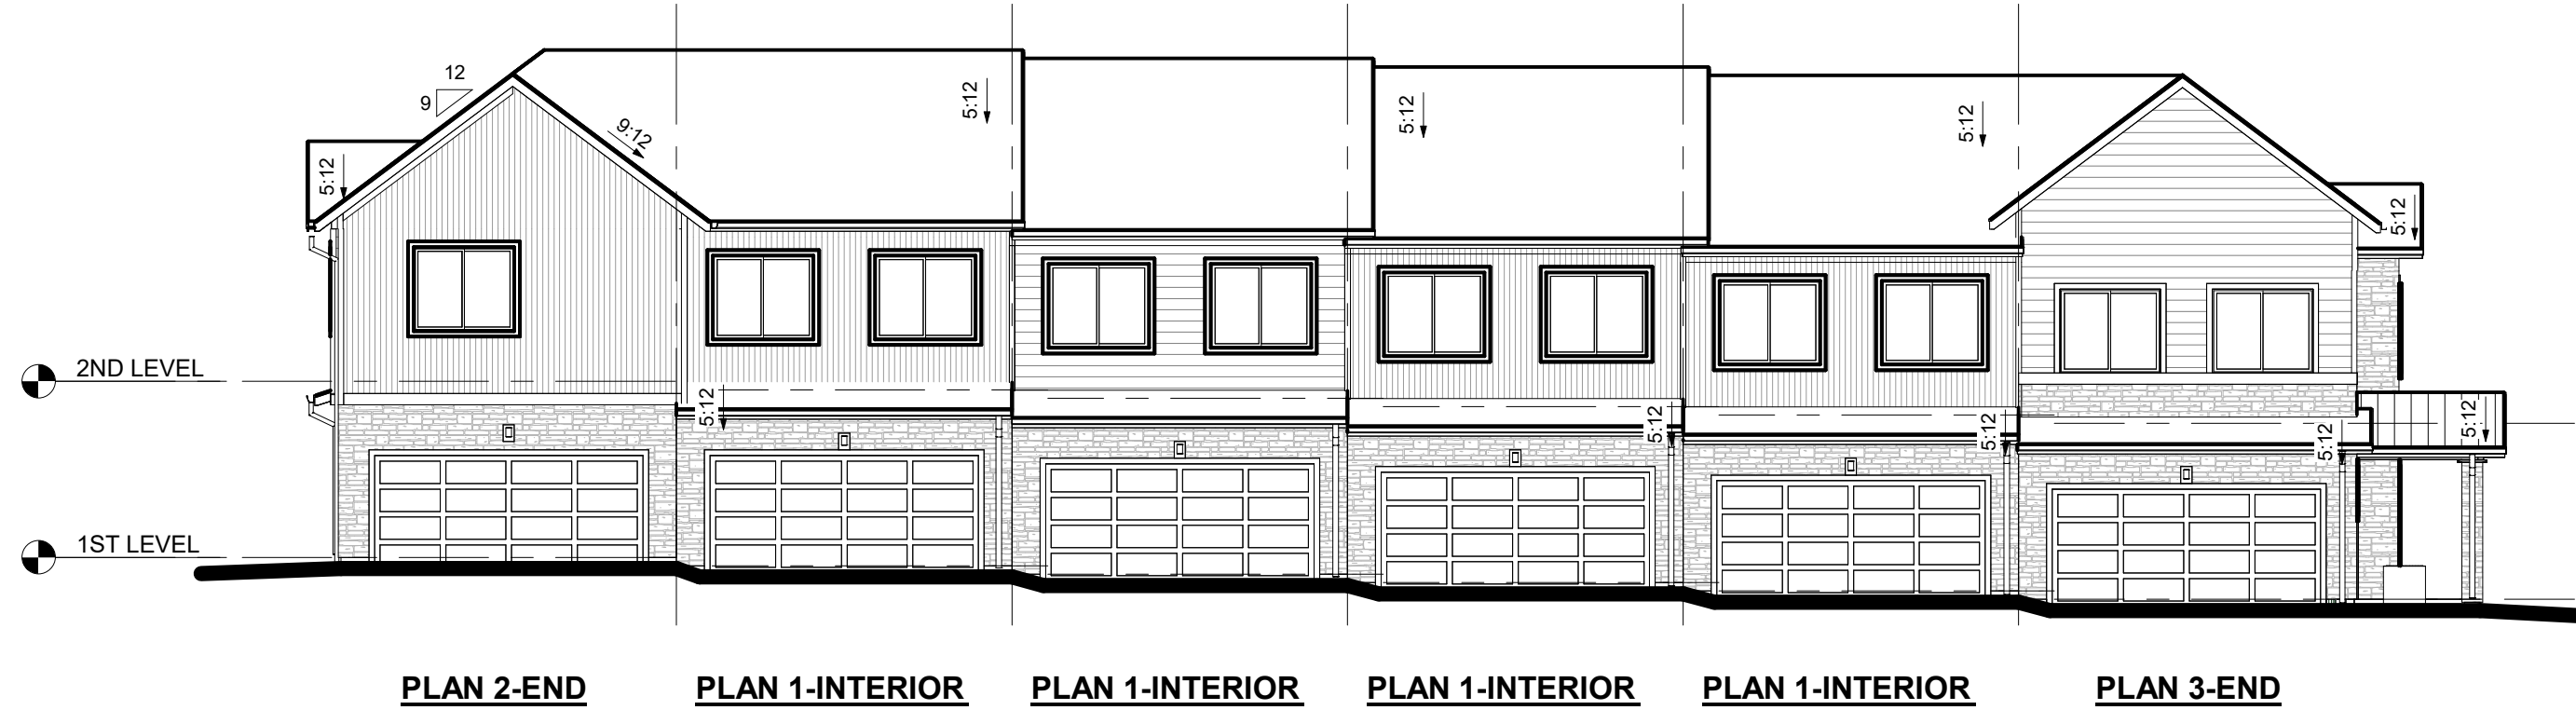 12
9
9:12
5:12
5:12
5:12
5:12
5:12
2ND LEVEL
5:12
5:12
5:12
5:12
5:12
1ST LEVEL
PLAN 2-END
PLAN 1-INTERIOR
PLAN 1-INTERIOR
PLAN 1-INTERIOR
PLAN 1-INTERIOR
PLAN 3-END